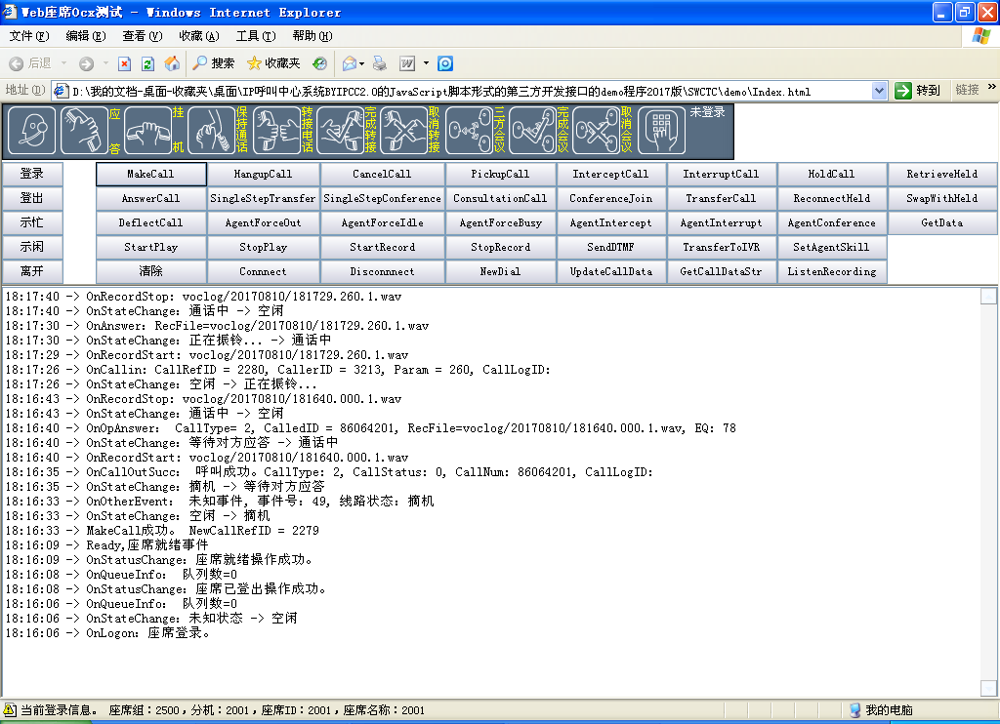 Web座席Ocx测试 - Windows Internet Explorer
文件(F) 编辑(E) 查看(V) 收藏(A) 工具(T) 帮助(H)
后退 搜索 收藏夹
地址(D) D:\我的文档-桌面-收藏夹\桌面\IP呼叫中心系统BYIPCC2.0的JavaScript脚本形式的第三方开发接口的demo程序2017版\SWCTC\demo\Index.html 转到 链接 »
应答 挂机 保持通话 转接电话 完成转接 取消转接 三方会议 完成会议 取消会议 未登录
登录 MakeCall HangupCall CancelCall PickupCall InterceptCall InterruptCall HoldCall RetrieveHeld
登出 AnswerCall SingleStepTransfer SingleStepConference ConsultationCall ConferenceJoin TransferCall ReconnectHeld SwapWithHeld
示忙 DeflectCall AgentForceOut AgentForceIdle AgentForceBusy AgentIntercept AgentInterrupt AgentConference GetData
示闲 StartPlay StopPlay StartRecord StopRecord SendDTMF TransferToIVR SetAgentSkill
离开 清除 Connnect Disconnnect NewDial UpdateCallData GetCallDataStr ListenRecording
18:17:40 -> OnRecordStop: voclog/20170810/181729.260.1.wav
18:17:40 -> OnStateChange: 通话中 -> 空闲
18:17:30 -> OnAnswer: RecFile=voclog/20170810/181729.260.1.wav
18:17:30 -> OnStateChange: 正在振铃... -> 通话中
18:17:29 -> OnRecordStart: voclog/20170810/181729.260.1.wav
18:17:26 -> OnCallin: CallRefID = 2280, CallerID = 3213, Param = 260, CallLogID:
18:17:26 -> OnStateChange: 空闲 -> 正在振铃...
18:16:43 -> OnRecordStop: voclog/20170810/181640.000.1.wav
18:16:43 -> OnStateChange: 通话中 -> 空闲
18:16:40 -> OnOpAnswer: CallType= 2, CalledID = 86064201, RecFile=voclog/20170810/181640.000.1.wav, EQ: 78
18:16:40 -> OnStateChange: 等待对方应答 -> 通话中
18:16:40 -> OnRecordStart: voclog/20170810/181640.000.1.wav
18:16:35 -> OnCallOutSucc: 呼叫成功。CallType: 2, CallStatus: 0, CallNum: 86064201, CallLogID:
18:16:35 -> OnStateChange: 摘机 -> 等待对方应答
18:16:33 -> OnOtherEvent: 未知事件, 事件号: 49, 线路状态: 摘机
18:16:33 -> OnStateChange: 空闲 -> 摘机
18:16:33 -> MakeCall成功。 NewCallRefID = 2279
18:16:09 -> Ready,座席就绪事件
18:16:09 -> OnStatusChange: 座席就绪操作成功。
18:16:08 -> OnQueueInfo: 队列数=0
18:16:08 -> OnStatusChange: 座席已登出操作成功。
18:16:06 -> OnQueueInfo: 队列数=0
18:16:06 -> OnStateChange: 未知状态 -> 空闲
18:16:06 -> OnLogon: 座席登录。
当前登录信息。 座席组：2500，分机：2001，座席ID：2001，座席名称：2001 我的电脑